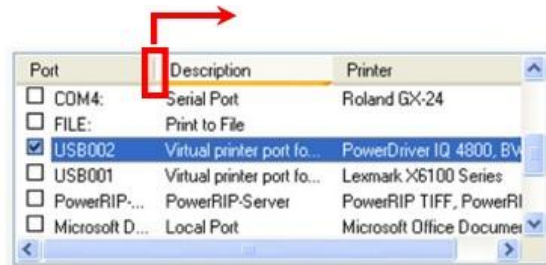 Port Description Printer
COM4: Serial Port Roland GX-24
FILE: Print to File
USB002 Virtual printer port fo... PowerDriver IQ 4800, BV
USB001 Virtual printer port fo... Lexmark X6100 Series
PowerRIP-... PowerRIP-Server PowerRIP TIFF, PowerRI
Microsoft D... Local Port Microsoft Office Documer